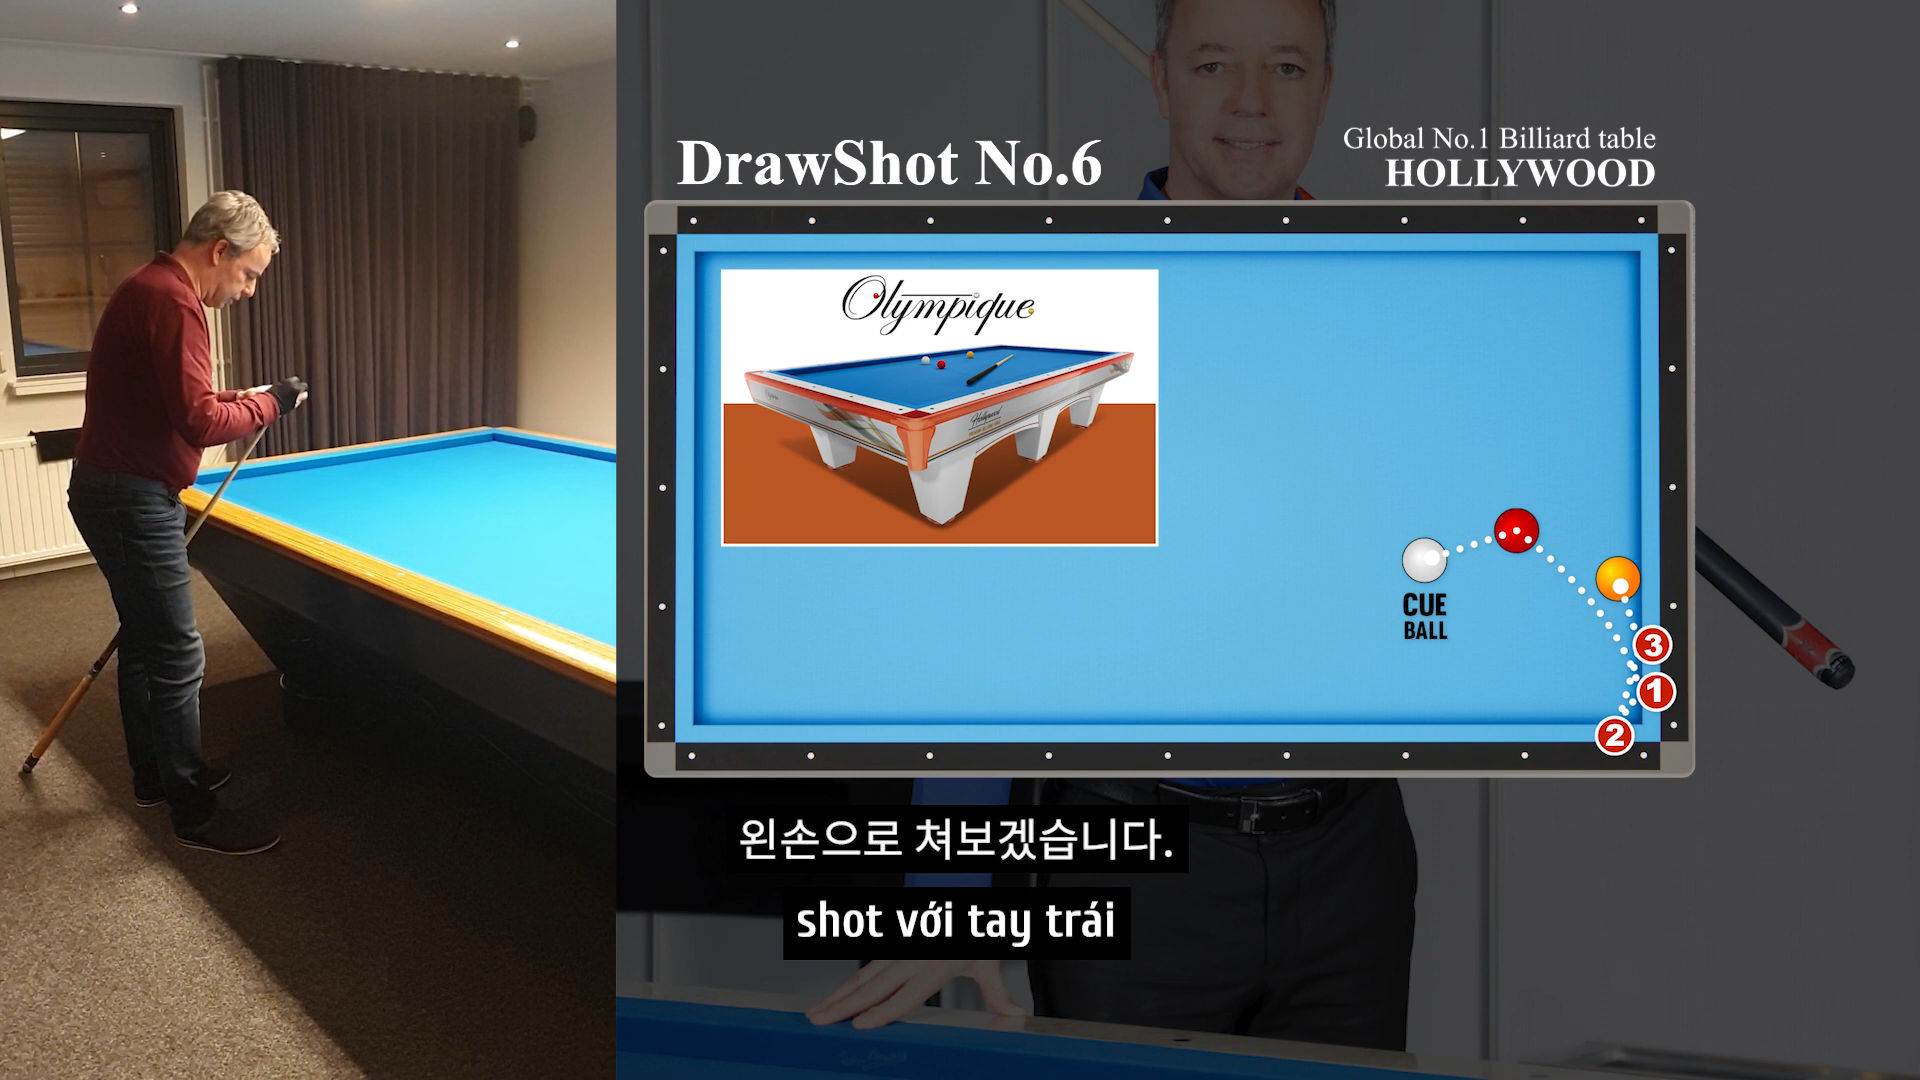 DrawShot No.6
Global No.1 Billiard table
HOLLYWOOD
Olympique
Hollywood
CUE
BALL
3
1
2
왼손으로 쳐보겠습니다.
shot với tay trái